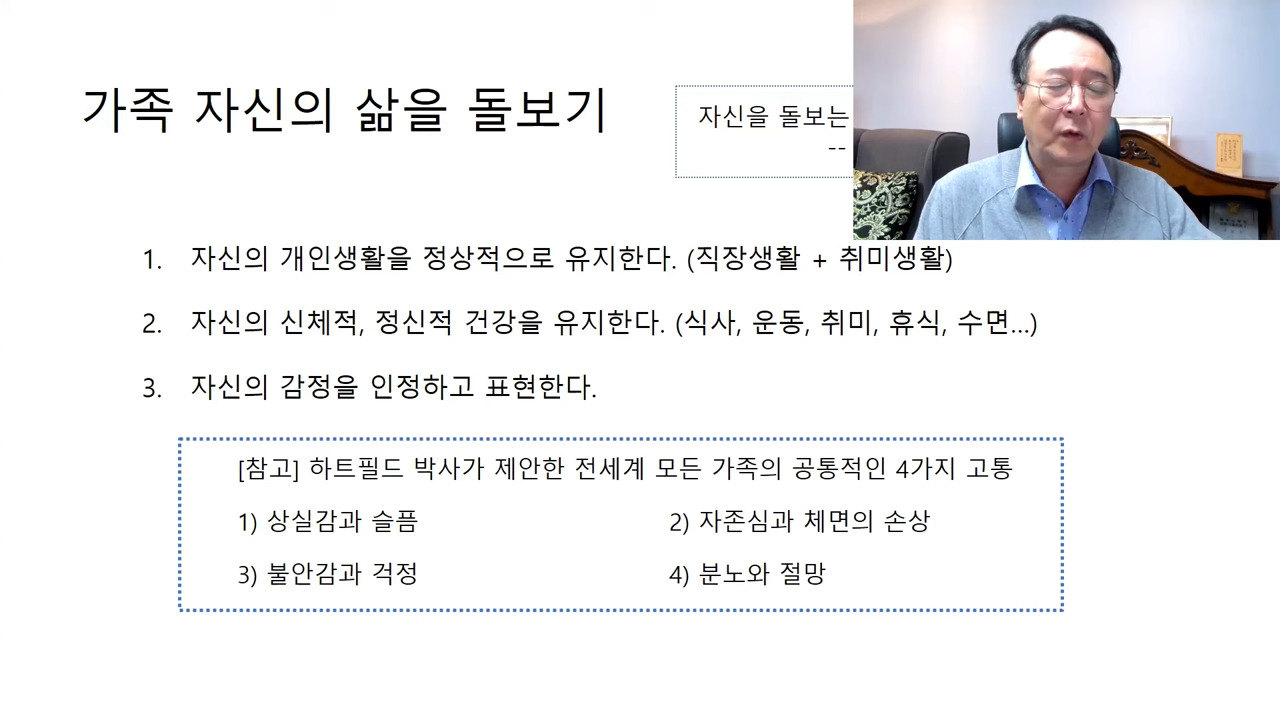 가족 자신의 삶을 돌보기
자신을 돌보는
--
1. 자신의 개인생활을 정상적으로 유지한다. (직장생활 + 취미생활)
2. 자신의 신체적, 정신적 건강을 유지한다. (식사, 운동, 취미, 휴식, 수면...)
3. 자신의 감정을 인정하고 표현한다.
[참고] 하트필드 박사가 제안한 전세계 모든 가족의 공통적인 4가지 고통
1) 상실감과 슬픔
2) 자존심과 체면의 손상
3) 불안감과 걱정
4) 분노와 절망